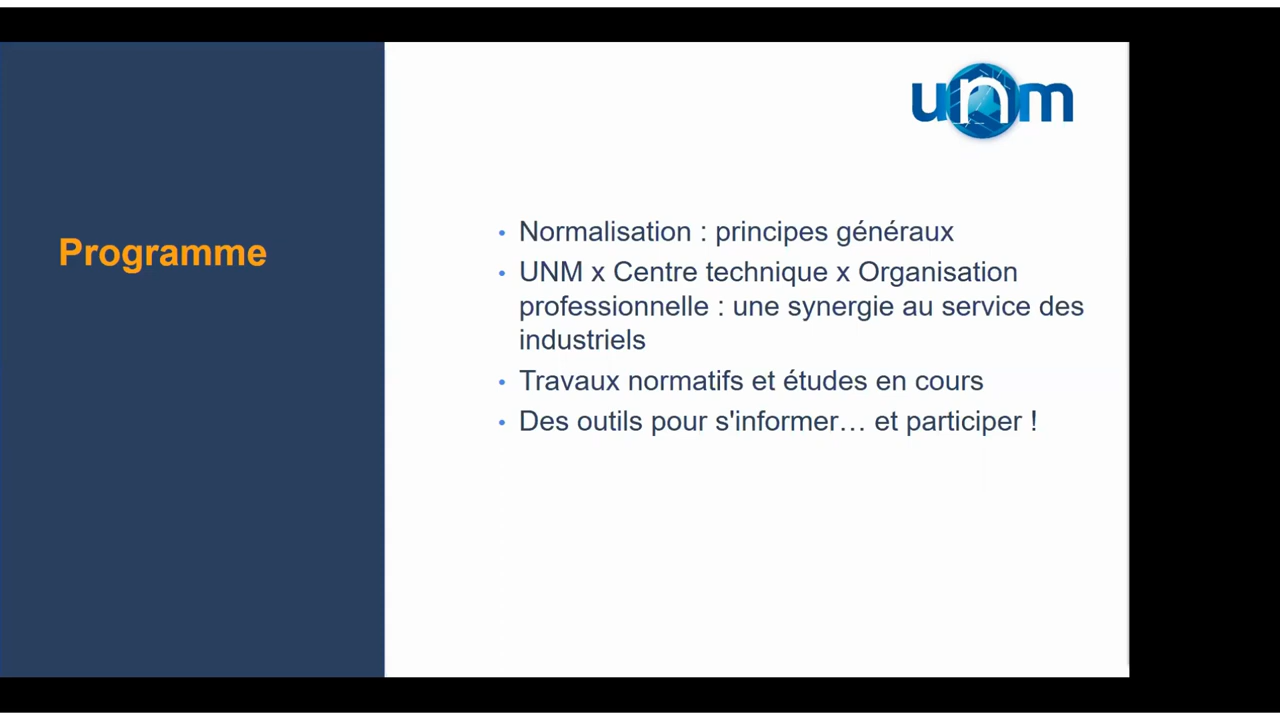 unm
Programme
• Normalisation : principes généraux
• UNM x Centre technique x Organisation
professionnelle : une synergie au service des
industriels
• Travaux normatifs et études en cours
• Des outils pour s'informer… et participer !